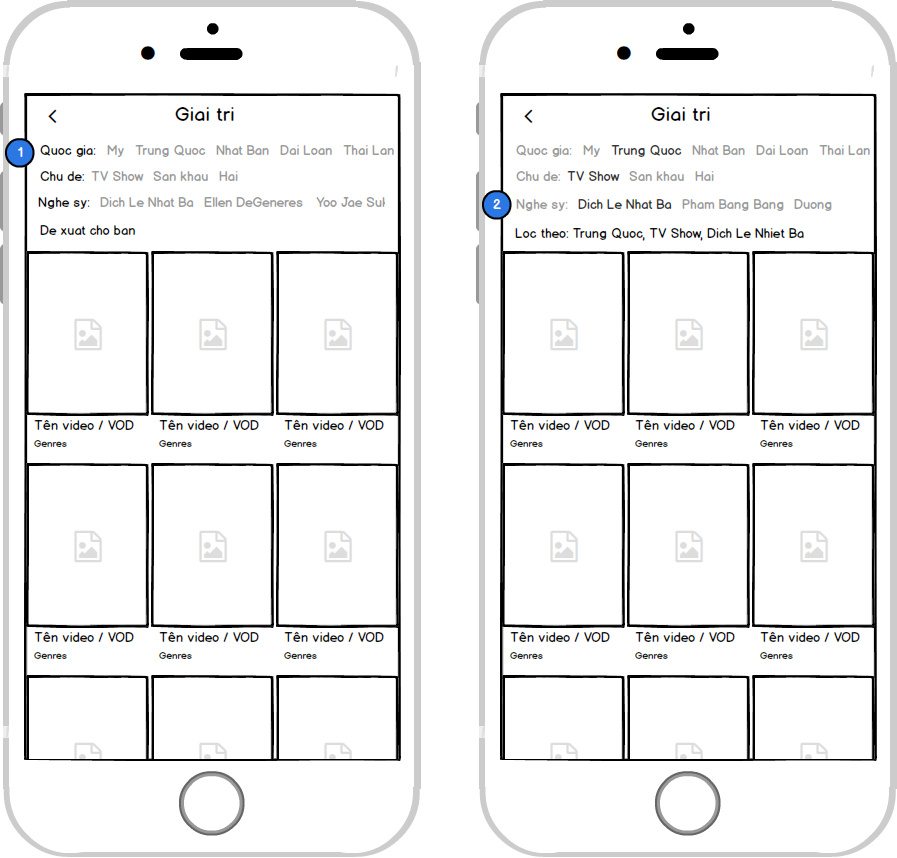 Giai tri
1
Quoc gia: My Trung Quoc Nhat Ban Dai Loan Thai Lan
Chu de: TV Show San khau Hai
Nghe sy: Dich Le Nhat Ba Ellen DeGeneres Yoo Jae Suk
De xuat cho ban
Tên video / VOD Tên video / VOD Tên video / VOD
Genres Genres Genres
Tên video / VOD Tên video / VOD Tên video / VOD
Genres Genres Genres
Giai tri
Quoc gia: My Trung Quoc Nhat Ban Dai Loan Thai Lan
Chu de: TV Show San khau Hai
2
Nghe sy: Dich Le Nhat Ba Pham Bang Bang Duong
Loc theo: Trung Quoc, TV Show, Dich Le Nhiet Ba
Tên video / VOD Tên video / VOD Tên video / VOD
Genres Genres Genres
Tên video / VOD Tên video / VOD Tên video / VOD
Genres Genres Genres